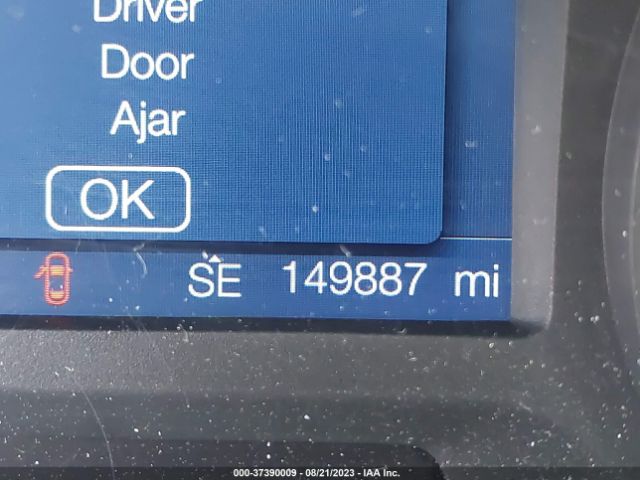 Driver
Door
Ajar
OK
SE 149887 mi
000-37390009 - 08/21/2023 - IAA Inc.